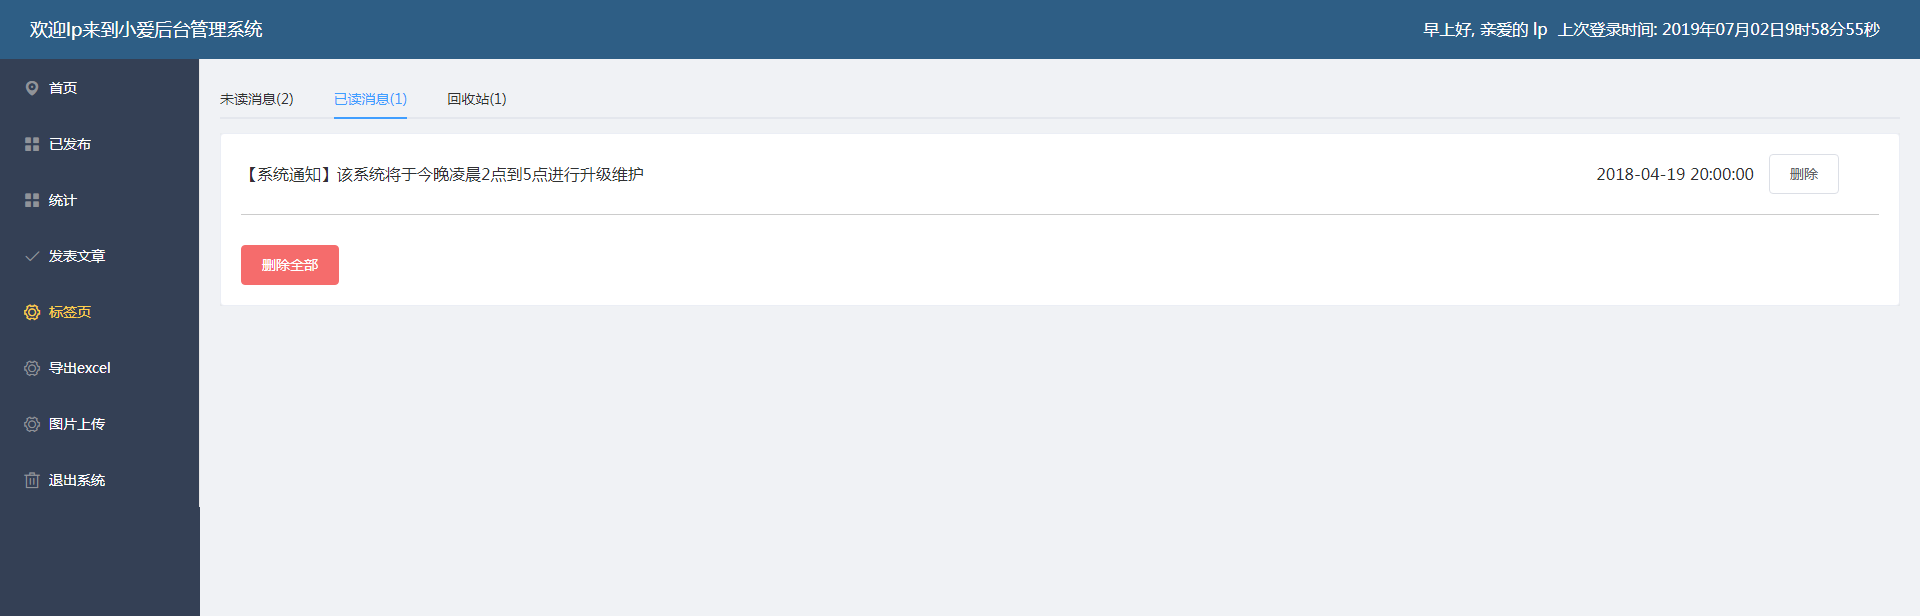 欢迎lp来到小爱后台管理系统
早上好, 亲爱的 lp 上次登录时间: 2019年07月02日9时58分55秒
首页
已发布
统计
发表文章
标签页
导出excel
图片上传
退出系统
未读消息(2) 已读消息(1) 回收站(1)
【系统通知】该系统将于今晚凌晨2点到5点进行升级维护 2018-04-19 20:00:00 删除
删除全部